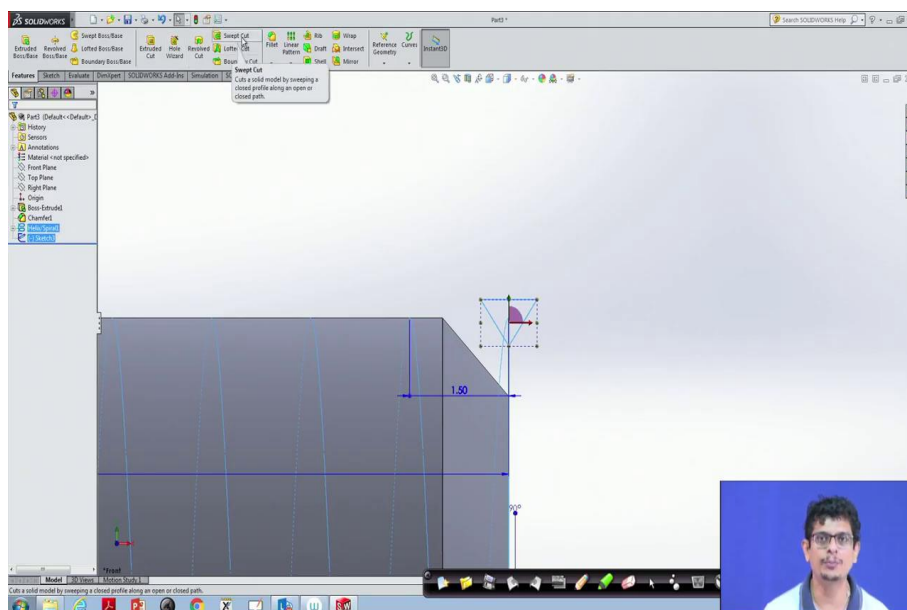 SOLIDWORKS
Part3 *
Search SOLIDWORKS Help
Extruded Boss/Base
Revolved Boss/Base
Swept Boss/Base
Lofted Boss/Base
Boundary Boss/Base
Extruded Cut
Hole Wizard
Revolved Cut
Swept Cut
Fillet
Linear Pattern
Rib
Draft
Shell
Wrap
Intersect
Mirror
Reference Geometry
Curves
Instant3D
Features
Sketch
Evaluate
DimXpert
SOLIDWORKS Add-Ins
Simulation
Swept Cut
Cuts a solid model by sweeping a
closed profile along an open or
closed path.
Part3 (Default<<Default>_D
History
Sensors
Annotations
Material <not specified>
Front Plane
Top Plane
Right Plane
Origin
Boss-Extrude1
Chamfer1
Helix/Spiral1
(-) Sketch3
1.50
90°
*Front
Model
3D Views
Motion Study 1
Cuts a solid model by sweeping a closed profile along an open or closed path.